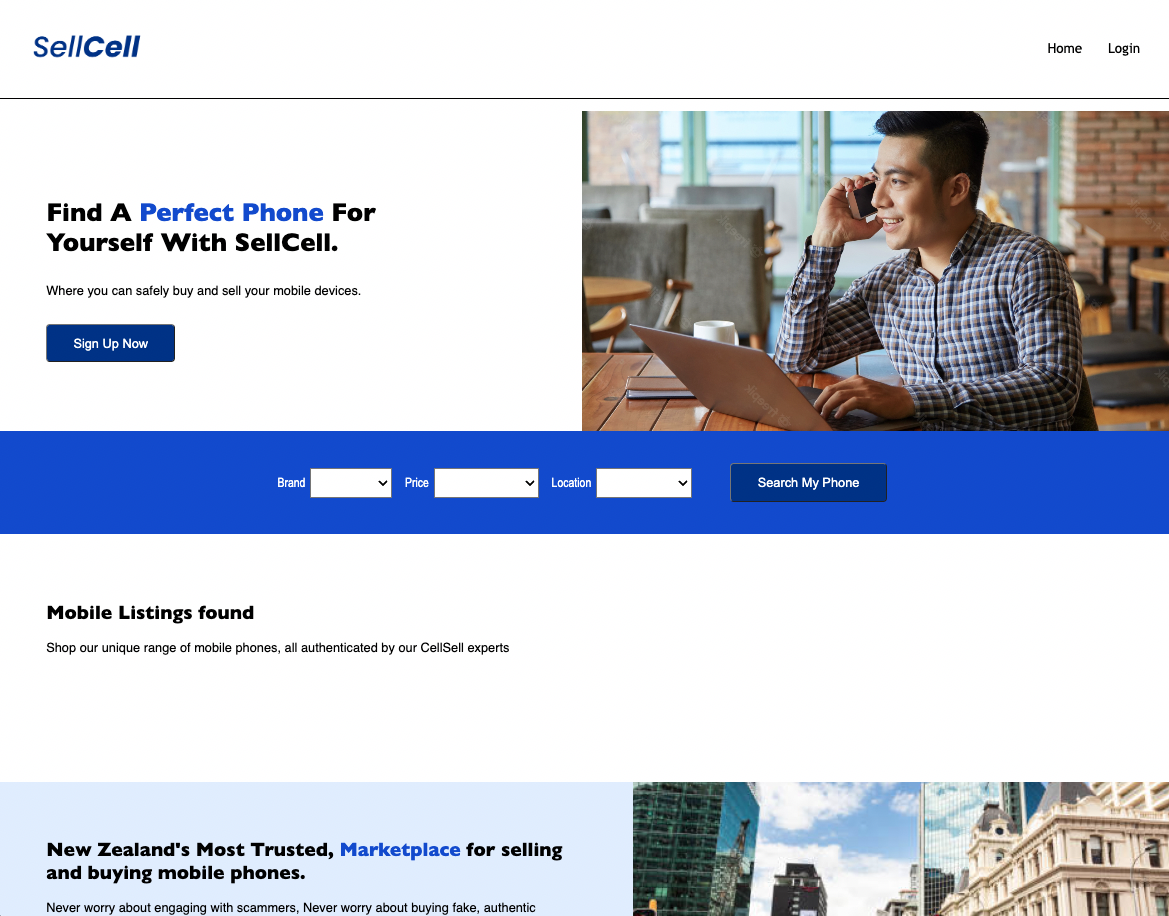 SellCell
Home Login
Find A Perfect Phone For
Yourself With SellCell.
Where you can safely buy and sell your mobile devices.
Sign Up Now
Brand Price Location Search My Phone
Mobile Listings found
Shop our unique range of mobile phones, all authenticated by our CellSell experts
New Zealand's Most Trusted, Marketplace for selling
and buying mobile phones.
Never worry about engaging with scammers, Never worry about buying fake, authentic